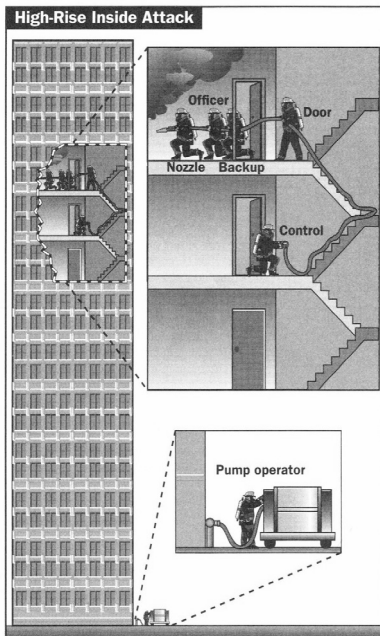 High-Rise Inside Attack
Officer
Door
Nozzle Backup
Control
Pump operator